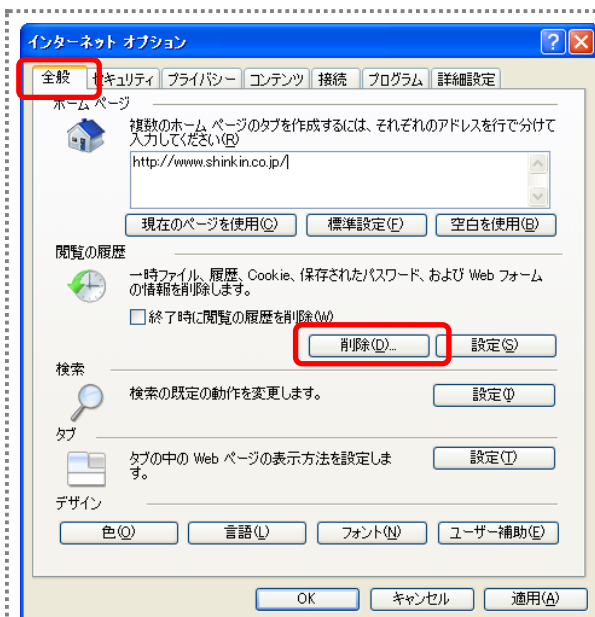 インターネット オプション
全般 セキュリティ プライバシー コンテンツ 接続 プログラム 詳細設定
ホーム ページ
複数のホーム ページのタブを作成するには、それぞれのアドレスを行で分けて
入力してください(R)
http://www.shinkin.co.jp/
現在のページを使用(C) 標準設定(F) 空白を使用(B)
閲覧の履歴
一時ファイル、履歴、Cookie、保存されたパスワード、および Web フォーム
の情報を削除します。
終了時に閲覧の履歴を削除(W)
削除(D)... 設定(S)
検索
検索の既定の動作を変更します。 設定(I)
タブ
タブの中の Web ページの表示方法を設定しま
す。
設定(T)
デザイン
色(O) 言語(L) フォント(N) ユーザー補助(E)
OK キャンセル 適用(A)